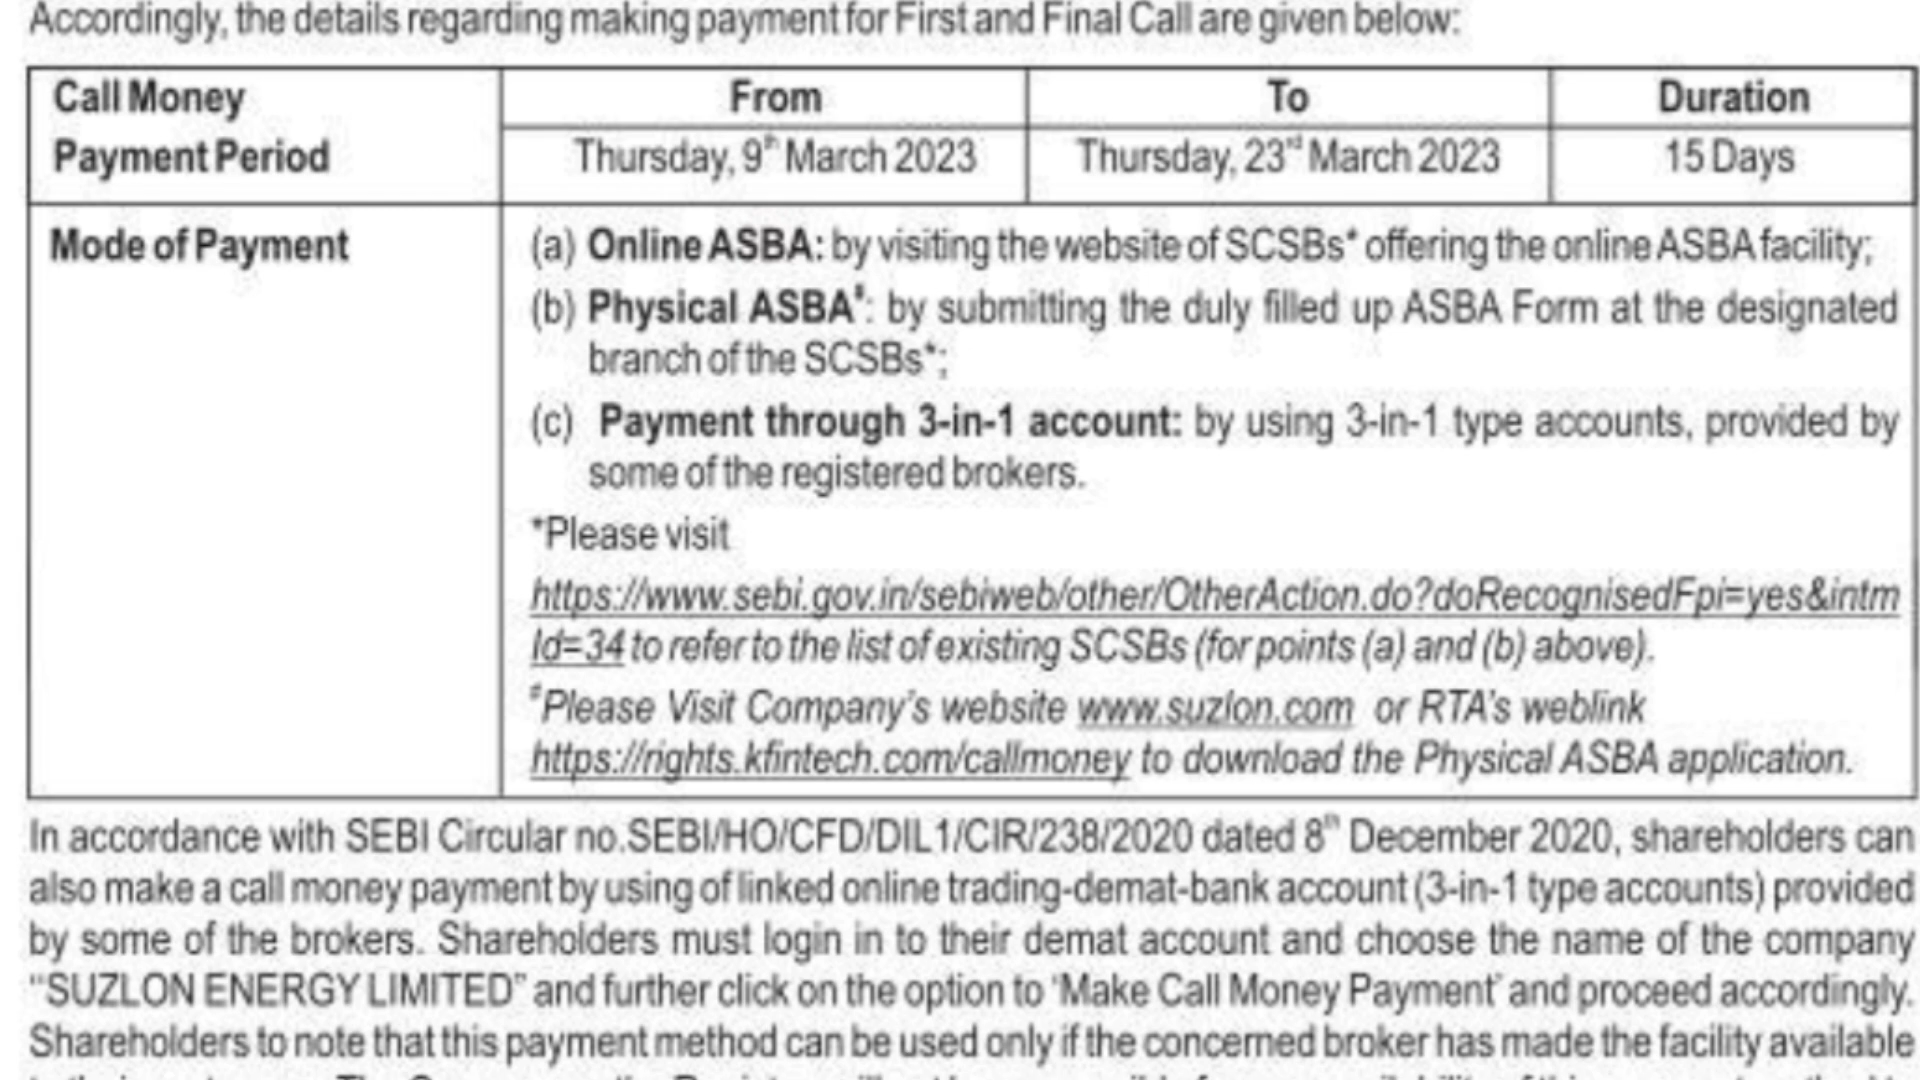 Accordingly, the details regarding making payment for First and Final Call are given below:
Call Money From To Duration
Payment Period Thursday, 9th March 2023 Thursday, 23rd March 2023 15 Days
Mode of Payment (a) Online ASBA: by visiting the website of SCSBs* offering the online ASBA facility;
(b) Physical ASBA#: by submitting the duly filled up ASBA Form at the designated
branch of the SCSBs*;
(c) Payment through 3-in-1 account: by using 3-in-1 type accounts, provided by
some of the registered brokers.
*Please visit
https://www.sebi.gov.in/sebiweb/other/OtherAction.do?doRecognisedFpi=yes&intm
Id=34 to refer to the list of existing SCSBs (for points (a) and (b) above).
#Please Visit Company's website www.suzlon.com or RTA's weblink
https://rights.kfintech.com/callmoney to download the Physical ASBA application.
In accordance with SEBI Circular no.SEBI/HO/CFD/DIL1/CIR/238/2020 dated 8th December 2020, shareholders can
also make a call money payment by using of linked online trading-demat-bank account (3-in-1 type accounts) provided
by some of the brokers. Shareholders must login in to their demat account and choose the name of the company
"SUZLON ENERGY LIMITED" and further click on the option to 'Make Call Money Payment' and proceed accordingly.
Shareholders to note that this payment method can be used only if the concerned broker has made the facility available